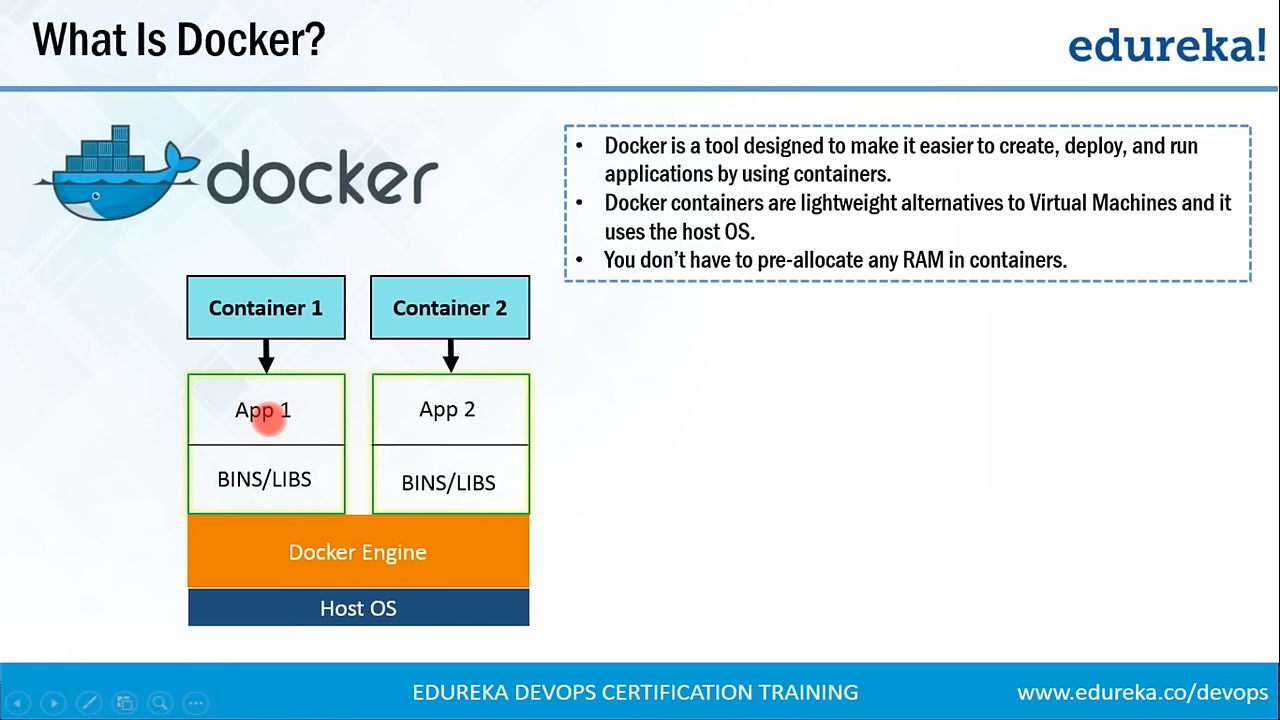 What Is Docker?
edureka!
docker
• Docker is a tool designed to make it easier to create, deploy, and run
applications by using containers.
• Docker containers are lightweight alternatives to Virtual Machines and it
uses the host OS.
• You don't have to pre-allocate any RAM in containers.
Container 1
Container 2
App 1
App 2
BINS/LIBS
BINS/LIBS
Docker Engine
Host OS
EDUREKA DEVOPS CERTIFICATION TRAINING
www.edureka.co/devops